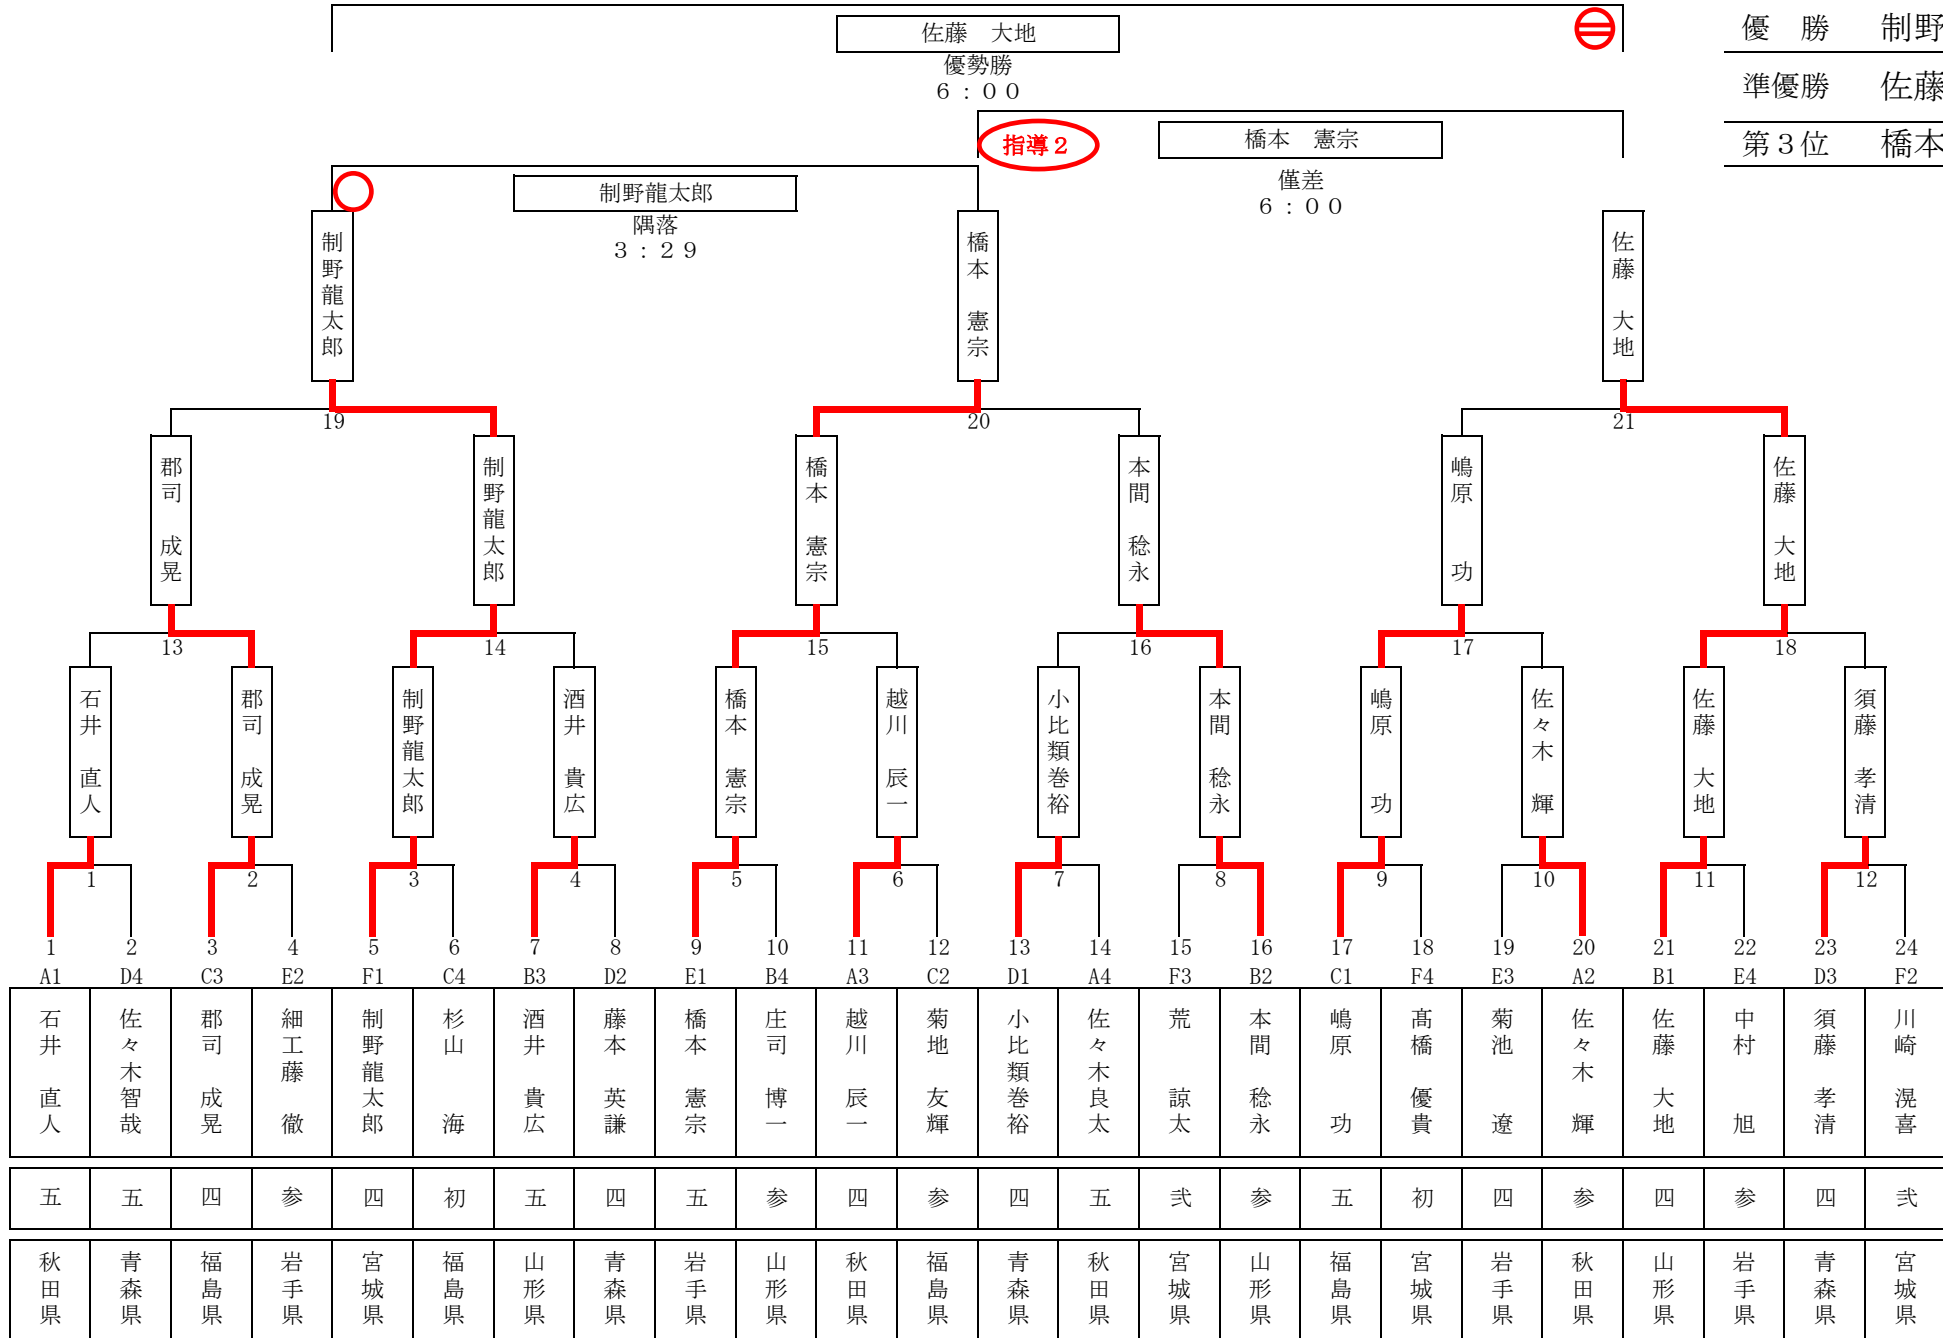 佐藤　大地
優勢勝
６：００
優　勝　制野
準優勝　佐藤
第３位　橋本
指導２
橋本　憲宗
僅差
６：００
制野龍太郎
隅落
３：２９
制野龍太郎
橋本　憲宗
佐藤　大地
19 20 21
郡司　成晃
制野龍太郎
橋本　憲宗
本間　稔永
嶋原　功
佐藤　大地
13 14 15 16 17 18
石井　直人
郡司　成晃
制野龍太郎
酒井　貴広
橋本　憲宗
越川　辰一
小比類巻裕
本間　稔永
嶋原　功
佐々木　輝
佐藤　大地
須藤　孝清
1 2 3 4 5 6 7 8 9 10 11 12
1 2 3 4 5 6 7 8 9 10 11 12 13 14 15 16 17 18 19 20 21 22 23 24
A1 D4 C3 E2 F1 C4 B3 D2 E1 B4 A3 C2 D1 A4 F3 B2 C1 F4 E3 A2 B1 E4 D3 F2
石井　直人
佐々木智哉
郡司　成晃
細工藤　徹
制野龍太郎
杉山　海
酒井　貴広
藤本　英謙
橋本　憲宗
庄司　博一
越川　辰一
菊地　友輝
小比類巻裕
佐々木良太
荒　諒太
本間　稔永
嶋原　功
髙橋　優貴
菊池　遼
佐々木　輝
佐藤　大地
中村　旭
須藤　孝清
川崎　滉喜
五 五 四 参 四 初 五 四 五 参 四 参 四 五 弐 参 五 初 四 参 四 参 四 弐
秋田県 青森県 福島県 岩手県 宮城県 福島県 山形県 青森県 岩手県 山形県 秋田県 福島県 青森県 秋田県 宮城県 山形県 福島県 宮城県 岩手県 秋田県 山形県 岩手県 青森県 宮城県